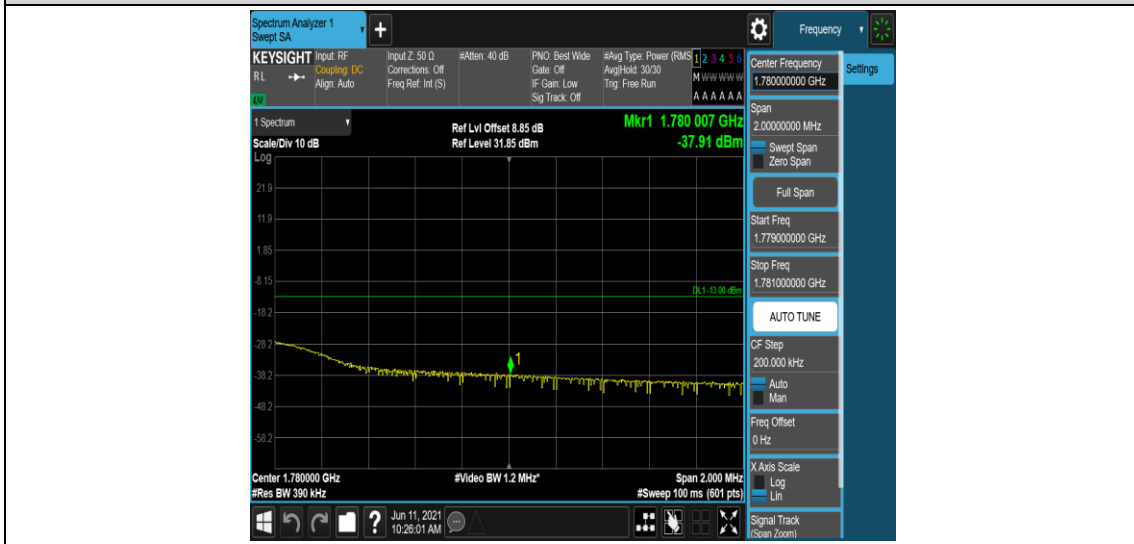 Spectrum Analyzer 1
Swept SA
+
Frequency
KEYSIGHT
RL
LXI
Input: RF
Coupling: DC
Align: Auto
Input Z: 50 Ω
Corrections: Off
Freq Ref: Int (S)
#Atten: 40 dB
PNO: Best Wide
Gate: Off
IF Gain: Low
Sig Track: Off
#Avg Type: Power (RMS
Avg|Hold: 30/30
Trig: Free Run
1 2 3 4 5 6
M W W W W W
A A A A A A
1 Spectrum
Scale/Div 10 dB
Log
Ref Lvl Offset 8.85 dB
Ref Level 31.85 dBm
Mkr1 1.780 007 GHz
-37.91 dBm
21.9
11.9
1.85
-8.15
-18.2
-28.2
-38.2
-48.2
-58.2
DL1 -13.00 dBm
1
Center 1.780000 GHz
#Res BW 390 kHz
#Video BW 1.2 MHz*
Span 2.000 MHz
#Sweep 100 ms (601 pts)
Center Frequency
1.780000000 GHz
Settings
Span
2.00000000 MHz
Swept Span
Zero Span
Full Span
Start Freq
1.779000000 GHz
Stop Freq
1.781000000 GHz
AUTO TUNE
CF Step
200.000 kHz
Auto
Man
Freq Offset
0 Hz
X Axis Scale
Log
Lin
Signal Track
(Span Zoom)
?
Jun 11, 2021
10:26:01 AM